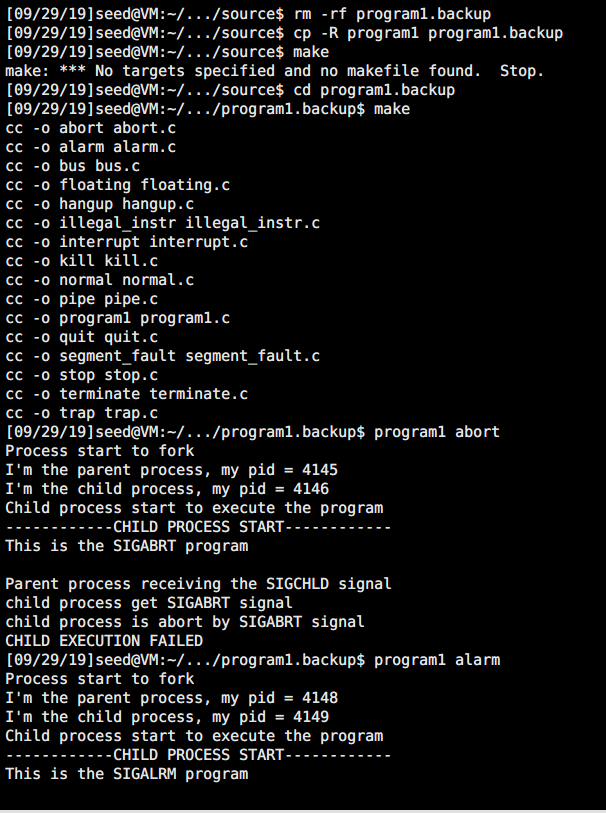 [09/29/19]seed@VM:~/.../source$ rm -rf program1.backup
[09/29/19]seed@VM:~/.../source$ cp -R program1 program1.backup
[09/29/19]seed@VM:~/.../source$ make
make: *** No targets specified and no makefile found.  Stop.
[09/29/19]seed@VM:~/.../source$ cd program1.backup
[09/29/19]seed@VM:~/.../program1.backup$ make
cc -o abort abort.c
cc -o alarm alarm.c
cc -o bus bus.c
cc -o floating floating.c
cc -o hangup hangup.c
cc -o illegal_instr illegal_instr.c
cc -o interrupt interrupt.c
cc -o kill kill.c
cc -o normal normal.c
cc -o pipe pipe.c
cc -o program1 program1.c
cc -o quit quit.c
cc -o segment_fault segment_fault.c
cc -o stop stop.c
cc -o terminate terminate.c
cc -o trap trap.c
[09/29/19]seed@VM:~/.../program1.backup$ program1 abort
Process start to fork
I'm the parent process, my pid = 4145
I'm the child process, my pid = 4146
Child process start to execute the program
------------CHILD PROCESS START------------
This is the SIGABRT program

Parent process receiving the SIGCHLD signal
child process get SIGABRT signal
child process is abort by SIGABRT signal
CHILD EXECUTION FAILED
[09/29/19]seed@VM:~/.../program1.backup$ program1 alarm
Process start to fork
I'm the parent process, my pid = 4148
I'm the child process, my pid = 4149
Child process start to execute the program
------------CHILD PROCESS START------------
This is the SIGALRM program